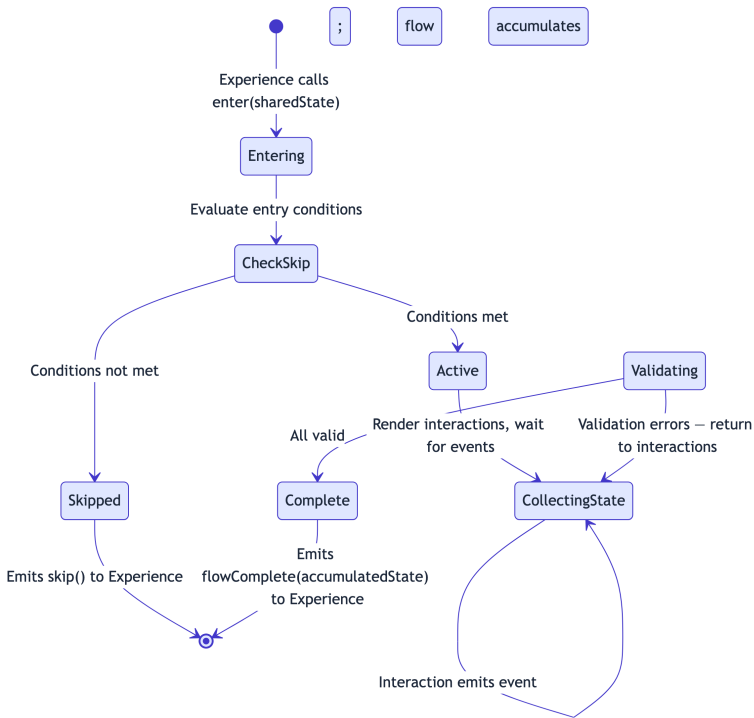 ;
flow
accumulates
Experience calls
enter(sharedState)
Entering
Evaluate entry conditions
CheckSkip
Conditions met
Conditions not met
Active
Validating
All valid
Render interactions, wait
for events
Validation errors — return
to interactions
Skipped
Complete
CollectingState
Emits skip() to Experience
Emits
flowComplete(accumulatedState)
to Experience
Interaction emits event